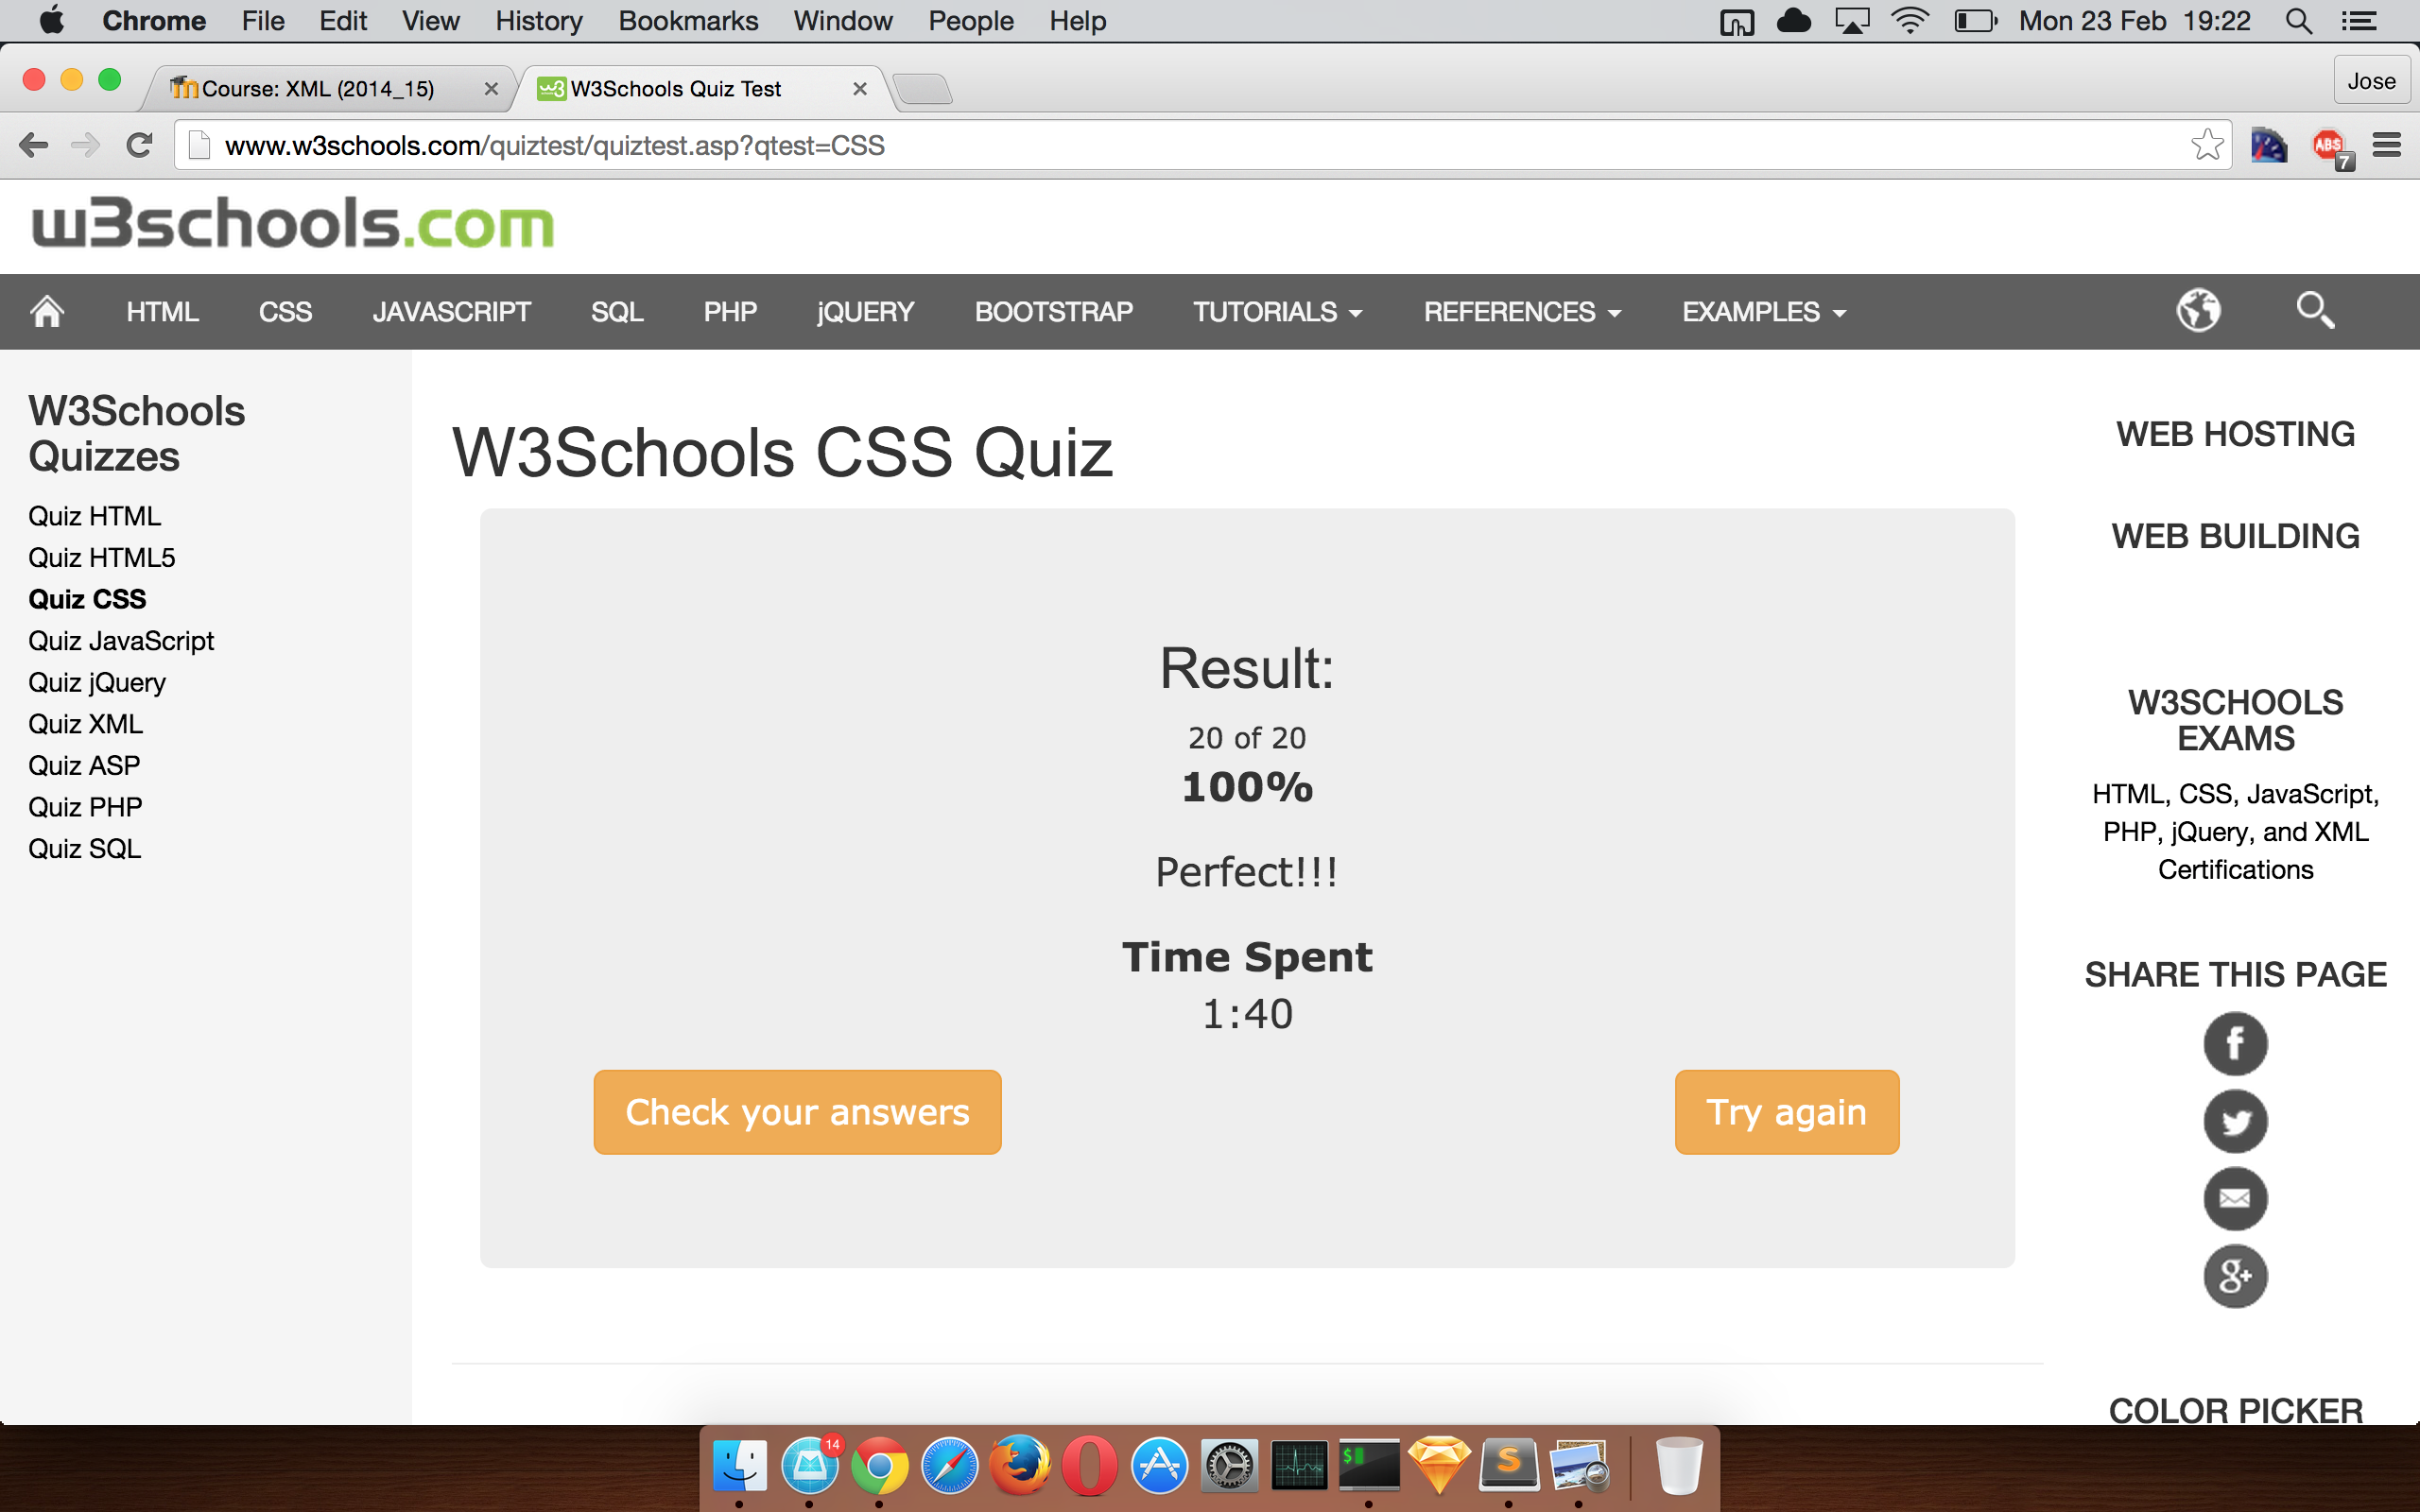 Chrome File Edit View History Bookmarks Window People Help Mon 23 Feb 19:22
Course: XML (2014_15) W3Schools Quiz Test Jose
www.w3schools.com/quiztest/quiztest.asp?qtest=CSS ABS 7
w3schools.com
HTML CSS JAVASCRIPT SQL PHP jQUERY BOOTSTRAP TUTORIALS REFERENCES EXAMPLES
W3Schools
Quizzes
Quiz HTML
Quiz HTML5
Quiz CSS
Quiz JavaScript
Quiz jQuery
Quiz XML
Quiz ASP
Quiz PHP
Quiz SQL
W3Schools CSS Quiz
Result:
20 of 20
100%
Perfect!!!
Time Spent
1:40
Check your answers Try again
WEB HOSTING
WEB BUILDING
W3SCHOOLS
EXAMS
HTML, CSS, JavaScript,
PHP, jQuery, and XML
Certifications
SHARE THIS PAGE
COLOR PICKER
14